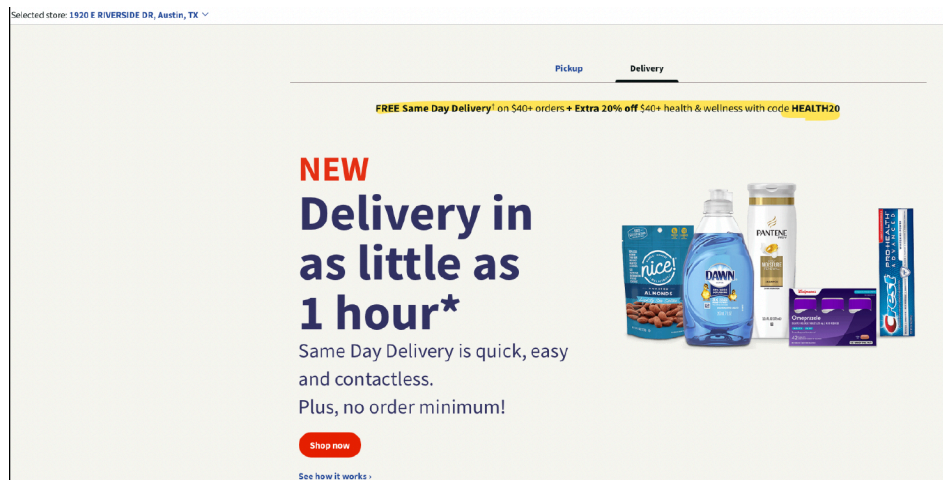 Selected store: 1920 E RIVERSIDE DR, Austin, TX
Pickup
Delivery
FREE Same Day Delivery† on $40+ orders + Extra 20% off $40+ health & wellness with code HEALTH20
NEW
Delivery in
as little as
1 hour*
Same Day Delivery is quick, easy
and contactless.
Plus, no order minimum!
Shop now
See how it works ›
nice!
ALMONDS
DAWN
PANTENE
Walgreens
Omeprazole
Crest
PRO-HEALTH
ADVANCED